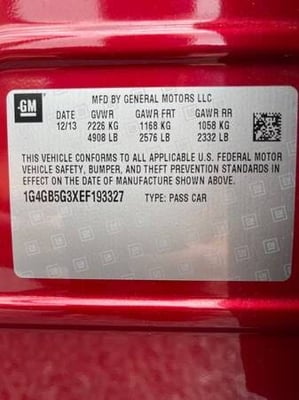 GM
MFD BY GENERAL MOTORS LLC
DATE GVWR GAWR FRT GAWR RR
12/13 2226 KG 1168 KG 1058 KG
4908 LB 2576 LB 2332 LB
THIS VEHICLE CONFORMS TO ALL APPLICABLE U.S. FEDERAL MOTOR
VEHICLE SAFETY, BUMPER, AND THEFT PREVENTION STANDARDS IN
EFFECT ON THE DATE OF MANUFACTURE SHOWN ABOVE.
1G4GB5G3XEF193327 TYPE: PASS CAR